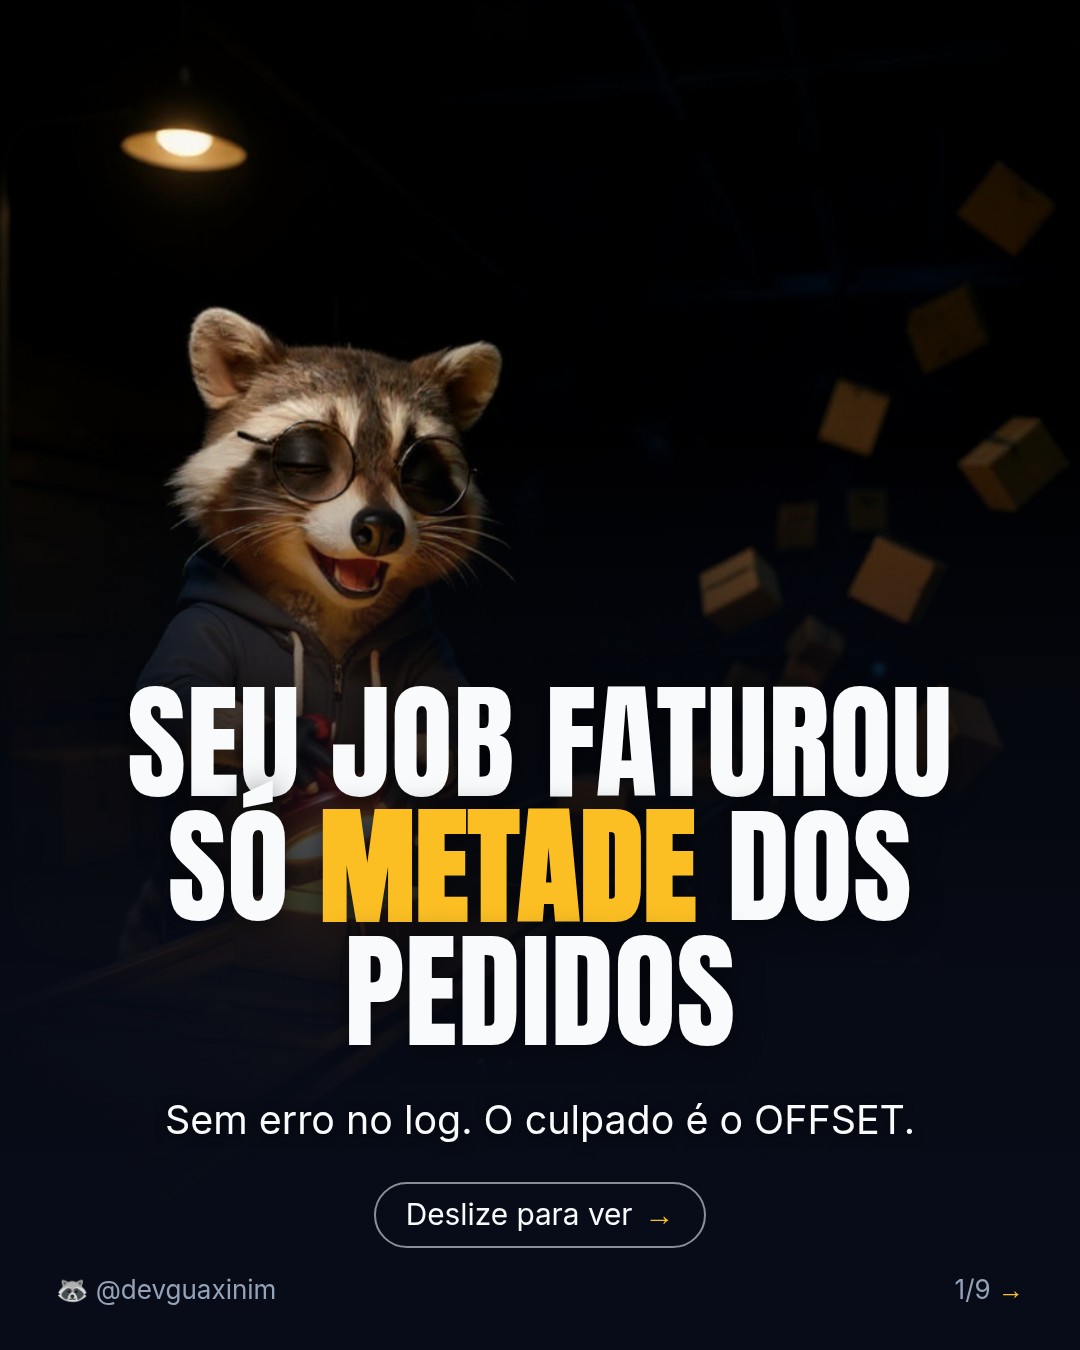 SEU JOB FATUROU
SÓ METADE DOS
PEDIDOS
Sem erro no log. O culpado é o OFFSET.
Deslize para ver →
@devguaxinim
1/9 →